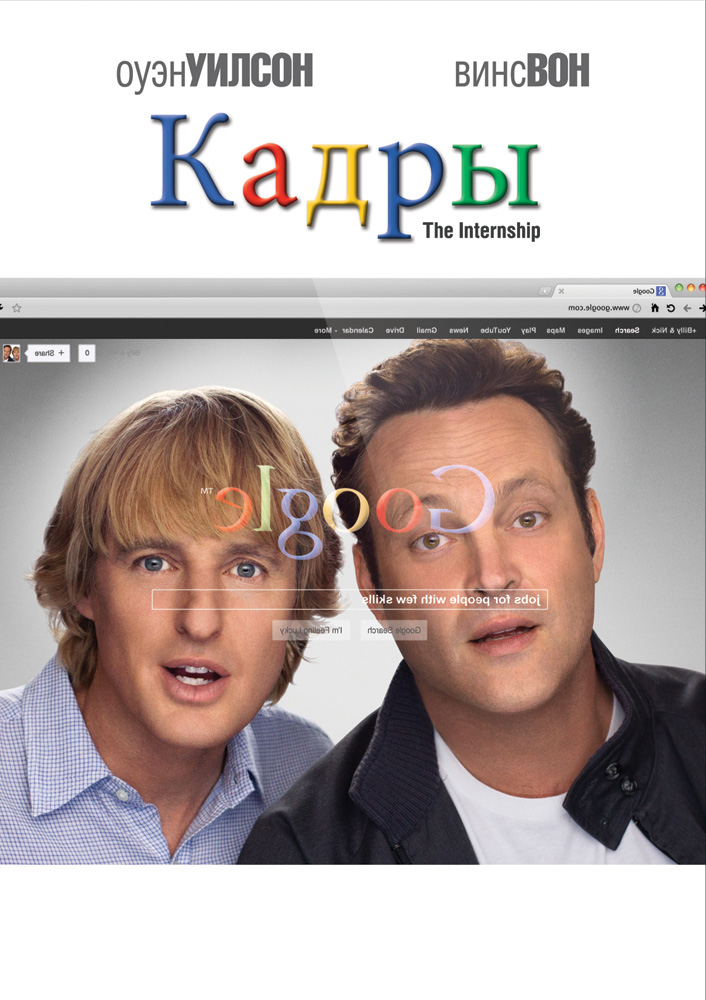 оуэнУИЛСОН винсВОН
Кадры
The Internship
Google
www.google.com
+Billy & Nick Search Images Maps Play YouTube News Gmail Drive Calendar More
0 + Share
Google™
jobs for people with few skills
Google Search I'm Feeling Lucky